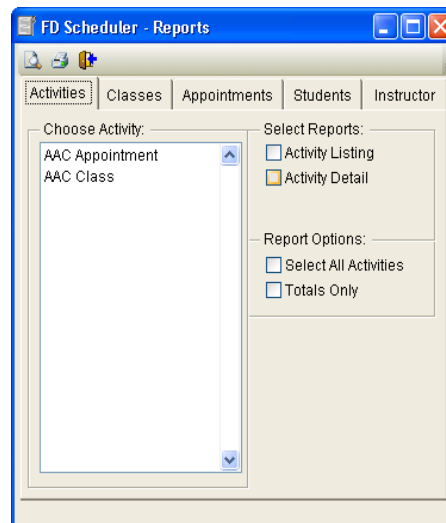 FD Scheduler - Reports
Activities Classes Appointments Students Instructor
Choose Activity:
AAC Appointment
AAC Class
Select Reports:
Activity Listing
Activity Detail
Report Options:
Select All Activities
Totals Only